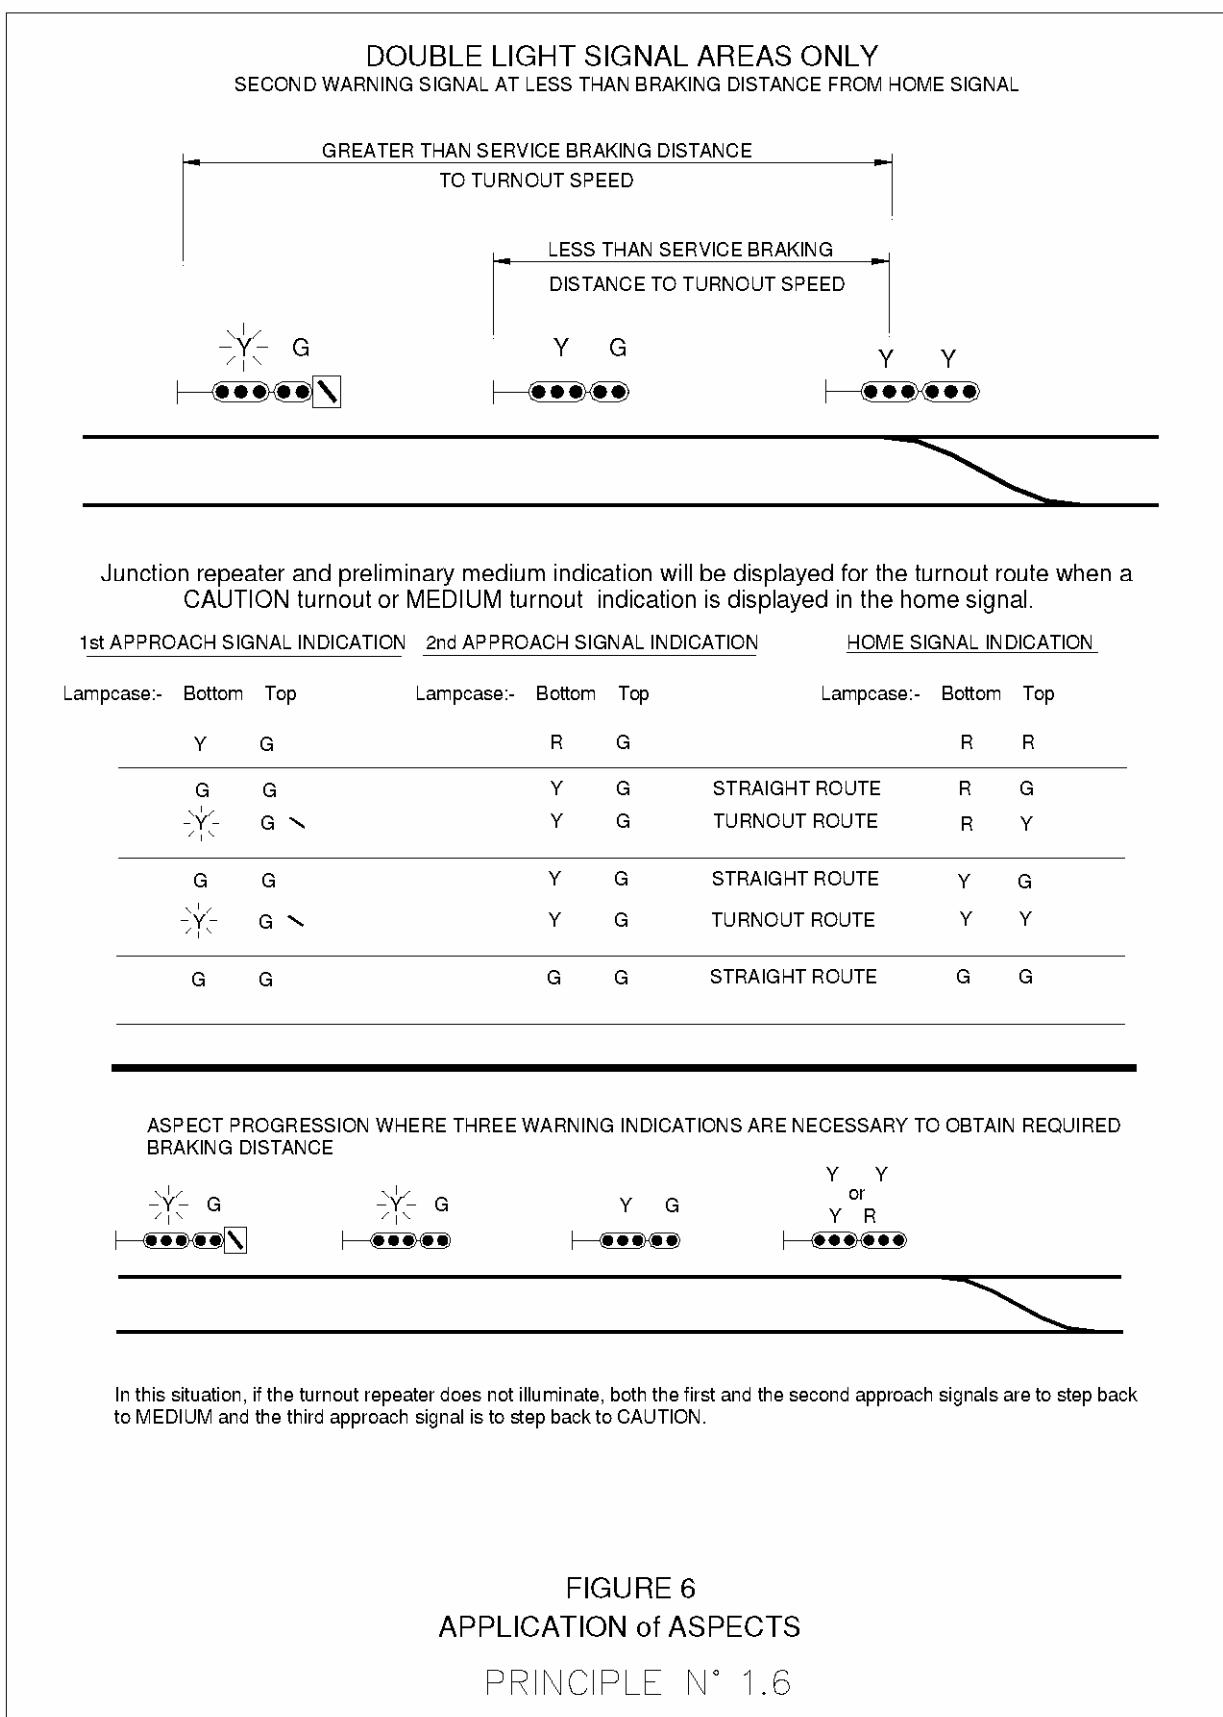 DOUBLE LIGHT SIGNAL AREAS ONLY
SECOND WARNING SIGNAL AT LESS THAN BRAKING DISTANCE FROM HOME SIGNAL
GREATER THAN SERVICE BRAKING DISTANCE
TO TURNOUT SPEED
LESS THAN SERVICE BRAKING
DISTANCE TO TURNOUT SPEED
Y G Y G Y Y
Junction repeater and preliminary medium indication will be displayed for the turnout route when a
CAUTION turnout or MEDIUM turnout indication is displayed in the home signal.
1st APPROACH SIGNAL INDICATION 2nd APPROACH SIGNAL INDICATION HOME SIGNAL INDICATION
Lampcase:- Bottom Top Lampcase:- Bottom Top Lampcase:- Bottom Top
Y G R G R R
G G Y G STRAIGHT ROUTE R G
Y G Y G TURNOUT ROUTE R Y
G G Y G STRAIGHT ROUTE Y G
Y G Y G TURNOUT ROUTE Y Y
G G G G STRAIGHT ROUTE G G
ASPECT PROGRESSION WHERE THREE WARNING INDICATIONS ARE NECESSARY TO OBTAIN REQUIRED
BRAKING DISTANCE
Y Y
or
Y G Y G Y G Y R
In this situation, if the turnout repeater does not illuminate, both the first and the second approach signals are to step back
to MEDIUM and the third approach signal is to step back to CAUTION.
FIGURE 6
APPLICATION of ASPECTS
PRINCIPLE N° 1.6